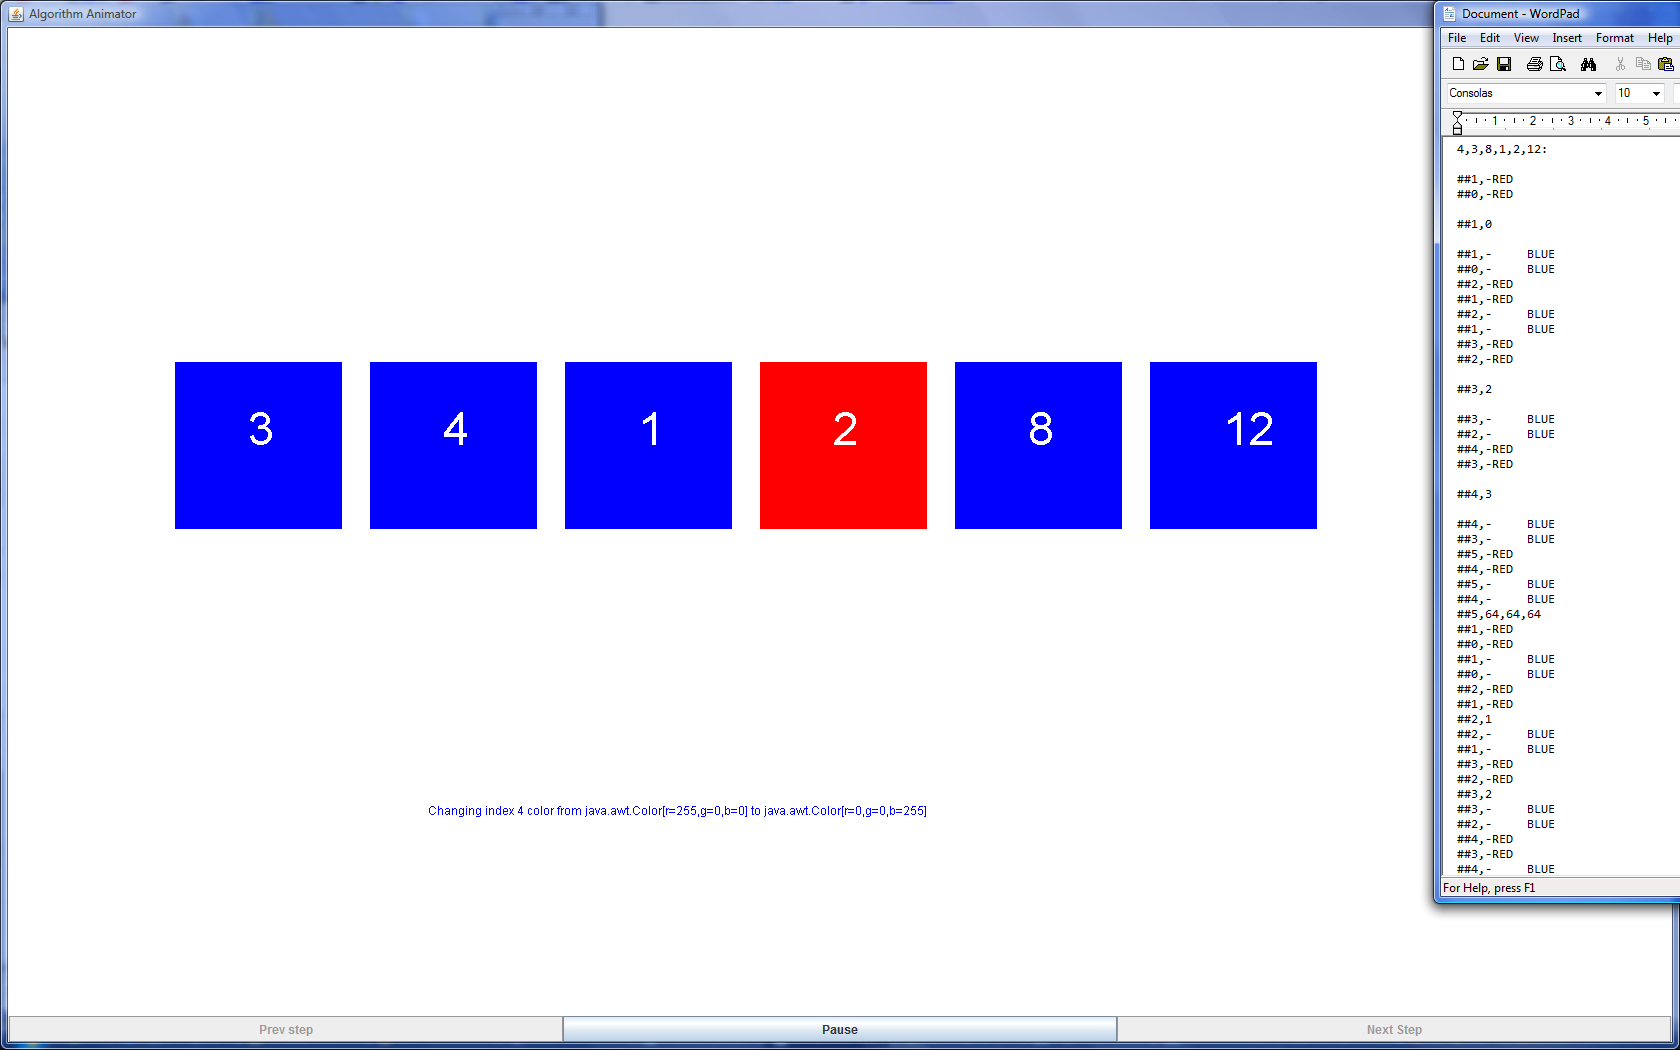 Algorithm Animator
3 4 1 2 8 12
Changing index 4 color from java.awt.Color[r=255,g=0,b=0] to java.awt.Color[r=0,g=0,b=255]
Prev step Pause Next Step
Document - WordPad
File Edit View Insert Format Help
Consolas 10
1 2 3 4 5
4,3,8,1,2,12:
##1,-RED
##0,-RED
##1,0
##1,- BLUE
##0,- BLUE
##2,-RED
##1,-RED
##2,- BLUE
##1,- BLUE
##3,-RED
##2,-RED
##3,2
##3,- BLUE
##2,- BLUE
##4,-RED
##3,-RED
##4,3
##4,- BLUE
##3,- BLUE
##5,-RED
##4,-RED
##5,- BLUE
##4,- BLUE
##5,64,64,64
##1,-RED
##0,-RED
##1,- BLUE
##0,- BLUE
##2,-RED
##1,-RED
##2,1
##2,- BLUE
##1,- BLUE
##3,-RED
##2,-RED
##3,2
##3,- BLUE
##2,- BLUE
##4,-RED
##3,-RED
##4,- BLUE
For Help, press F1